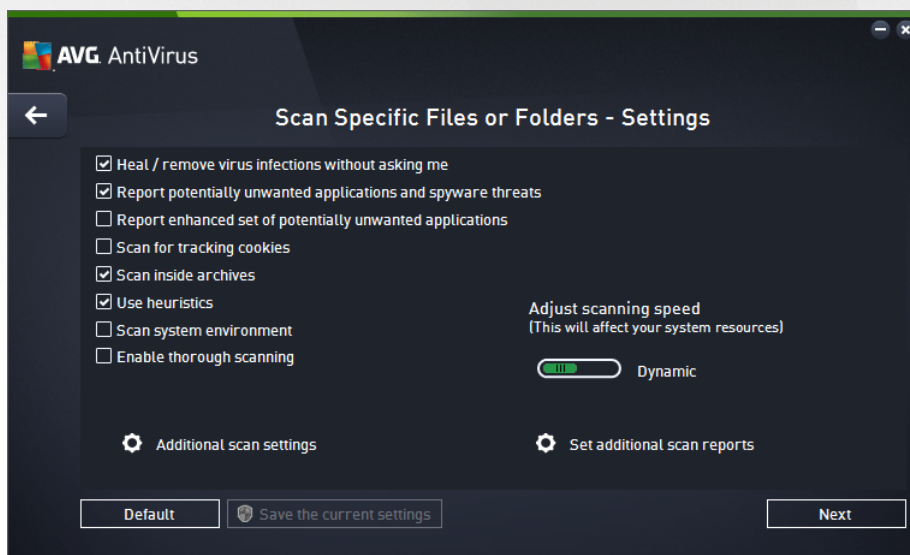 AVG. AntiVirus
Scan Specific Files or Folders - Settings
Heal / remove virus infections without asking me
Report potentially unwanted applications and spyware threats
Report enhanced set of potentially unwanted applications
Scan for tracking cookies
Scan inside archives
Use heuristics
Scan system environment
Enable thorough scanning
Adjust scanning speed
(This will affect your system resources)
Dynamic
Additional scan settings
Set additional scan reports
Default
Save the current settings
Next